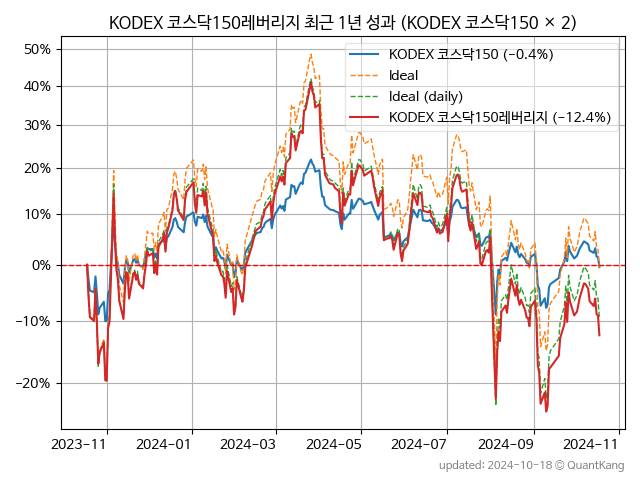 KODEX 코스닥150레버리지 최근 1년 성과 (KODEX 코스닥150 × 2)
50%
40%
30%
20%
10%
0%
−10%
−20%
KODEX 코스닥150 (−0.4%)
Ideal
Ideal (daily)
KODEX 코스닥150레버리지 (−12.4%)
2023-11
2024-01
2024-03
2024-05
2024-07
2024-09
2024-11
updated: 2024-10-18 © QuantKang